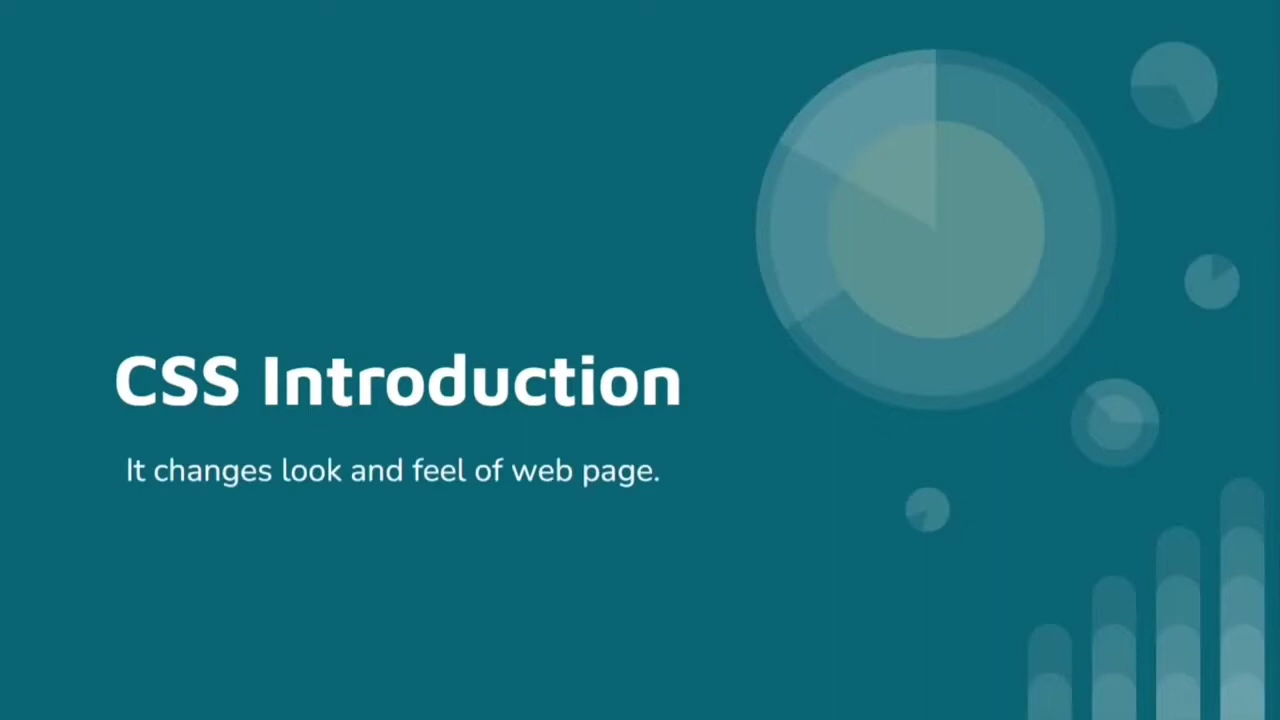 CSS Introduction
It changes look and feel of web page.